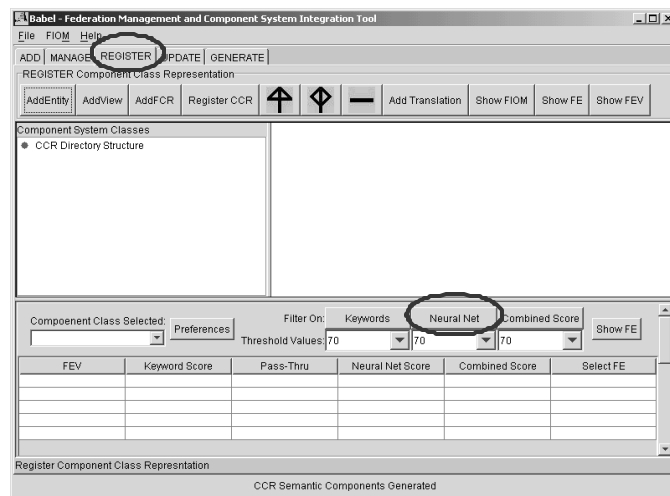 Babel - Federation Management and Component System Integration Tool
File FIOM Help
ADD MANAGE REGISTER UPDATE GENERATE
REGISTER Component Class Representation
AddEntity AddView AddFCR Register CCR Add Translation Show FIOM Show FE Show FEV
Component System Classes
CCR Directory Structure
Compoenent Class Selected: Preferences
Filter On: Keywords Neural Net Combined Score
Threshold Values: 70 70 70
Show FE
FEV Keyword Score Pass-Thru Neural Net Score Combined Score Select FE
Register Component Class Represntation
CCR Semantic Components Generated